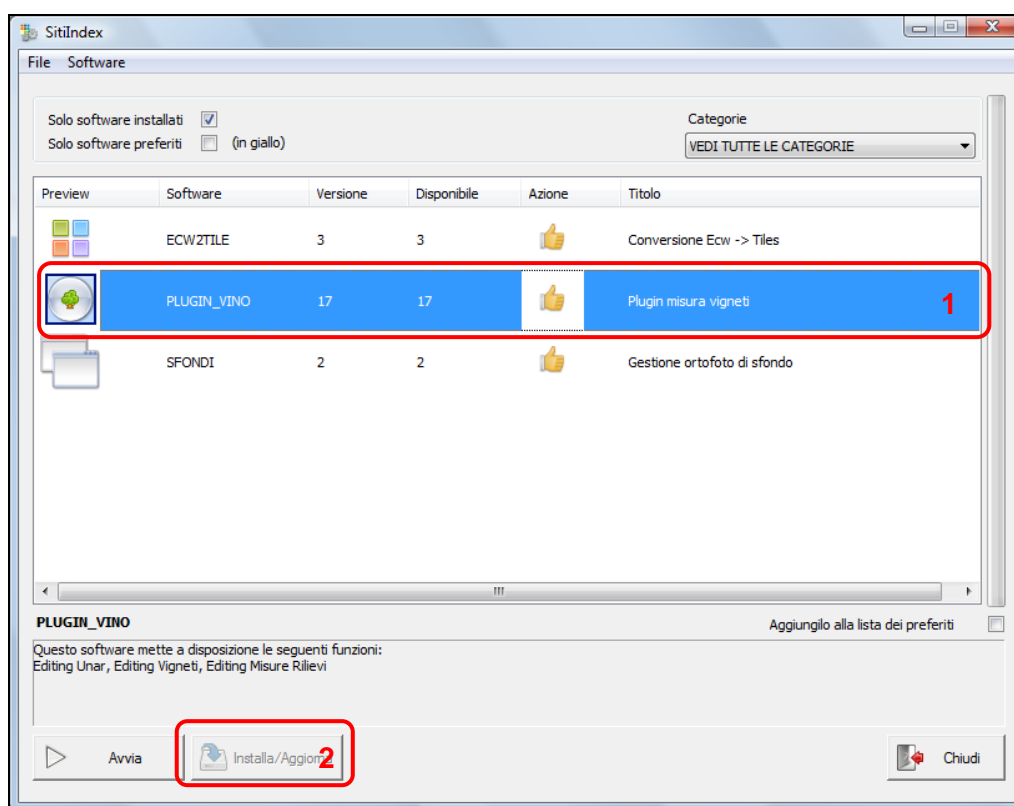 SitiIndex
File Software
Solo software installati
Solo software preferiti (in giallo)
Categorie
VEDI TUTTE LE CATEGORIE
Preview Software Versione Disponibile Azione Titolo
ECW2TILE 3 3 Conversione Ecw -> Tiles
PLUGIN_VINO 17 17 Plugin misura vigneti 1
SFONDI 2 2 Gestione ortofoto di sfondo
PLUGIN_VINO Aggiungilo alla lista dei preferiti
Questo software mette a disposizione le seguenti funzioni:
Editing Unar, Editing Vigneti, Editing Misure Rilievi
Avvia Installa/Aggiorna 2 Chiudi